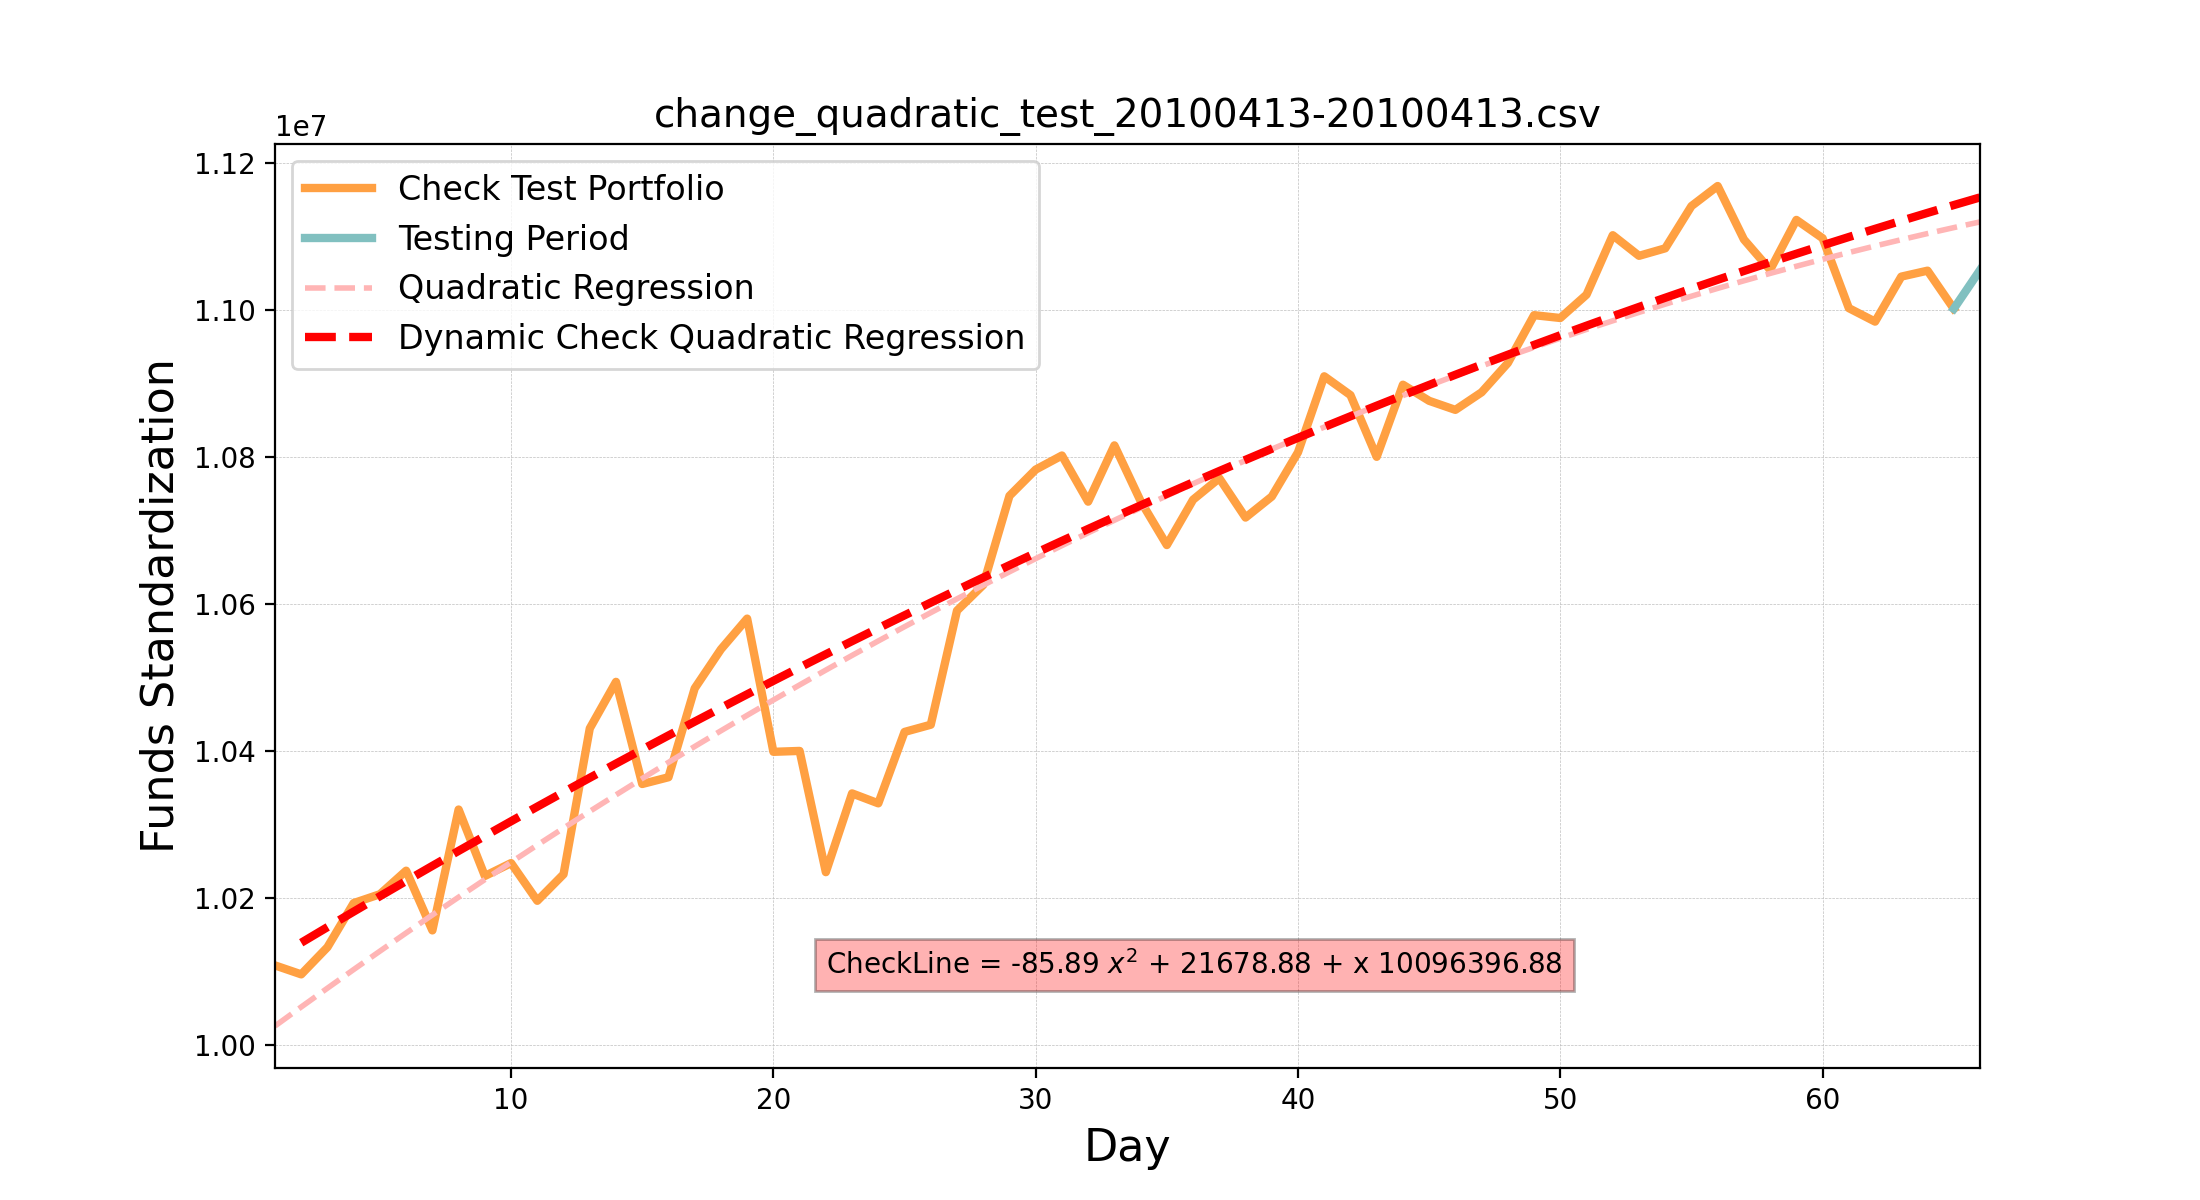 change_quadratic_test_20100413-20100413.csv
1e7
1.12
1.10
1.08
1.06
1.04
1.02
1.00
Funds Standardization
Check Test Portfolio
Testing Period
Quadratic Regression
Dynamic Check Quadratic Regression
CheckLine = -85.89 x² + 21678.88 + x 10096396.88
10 20 30 40 50 60
Day